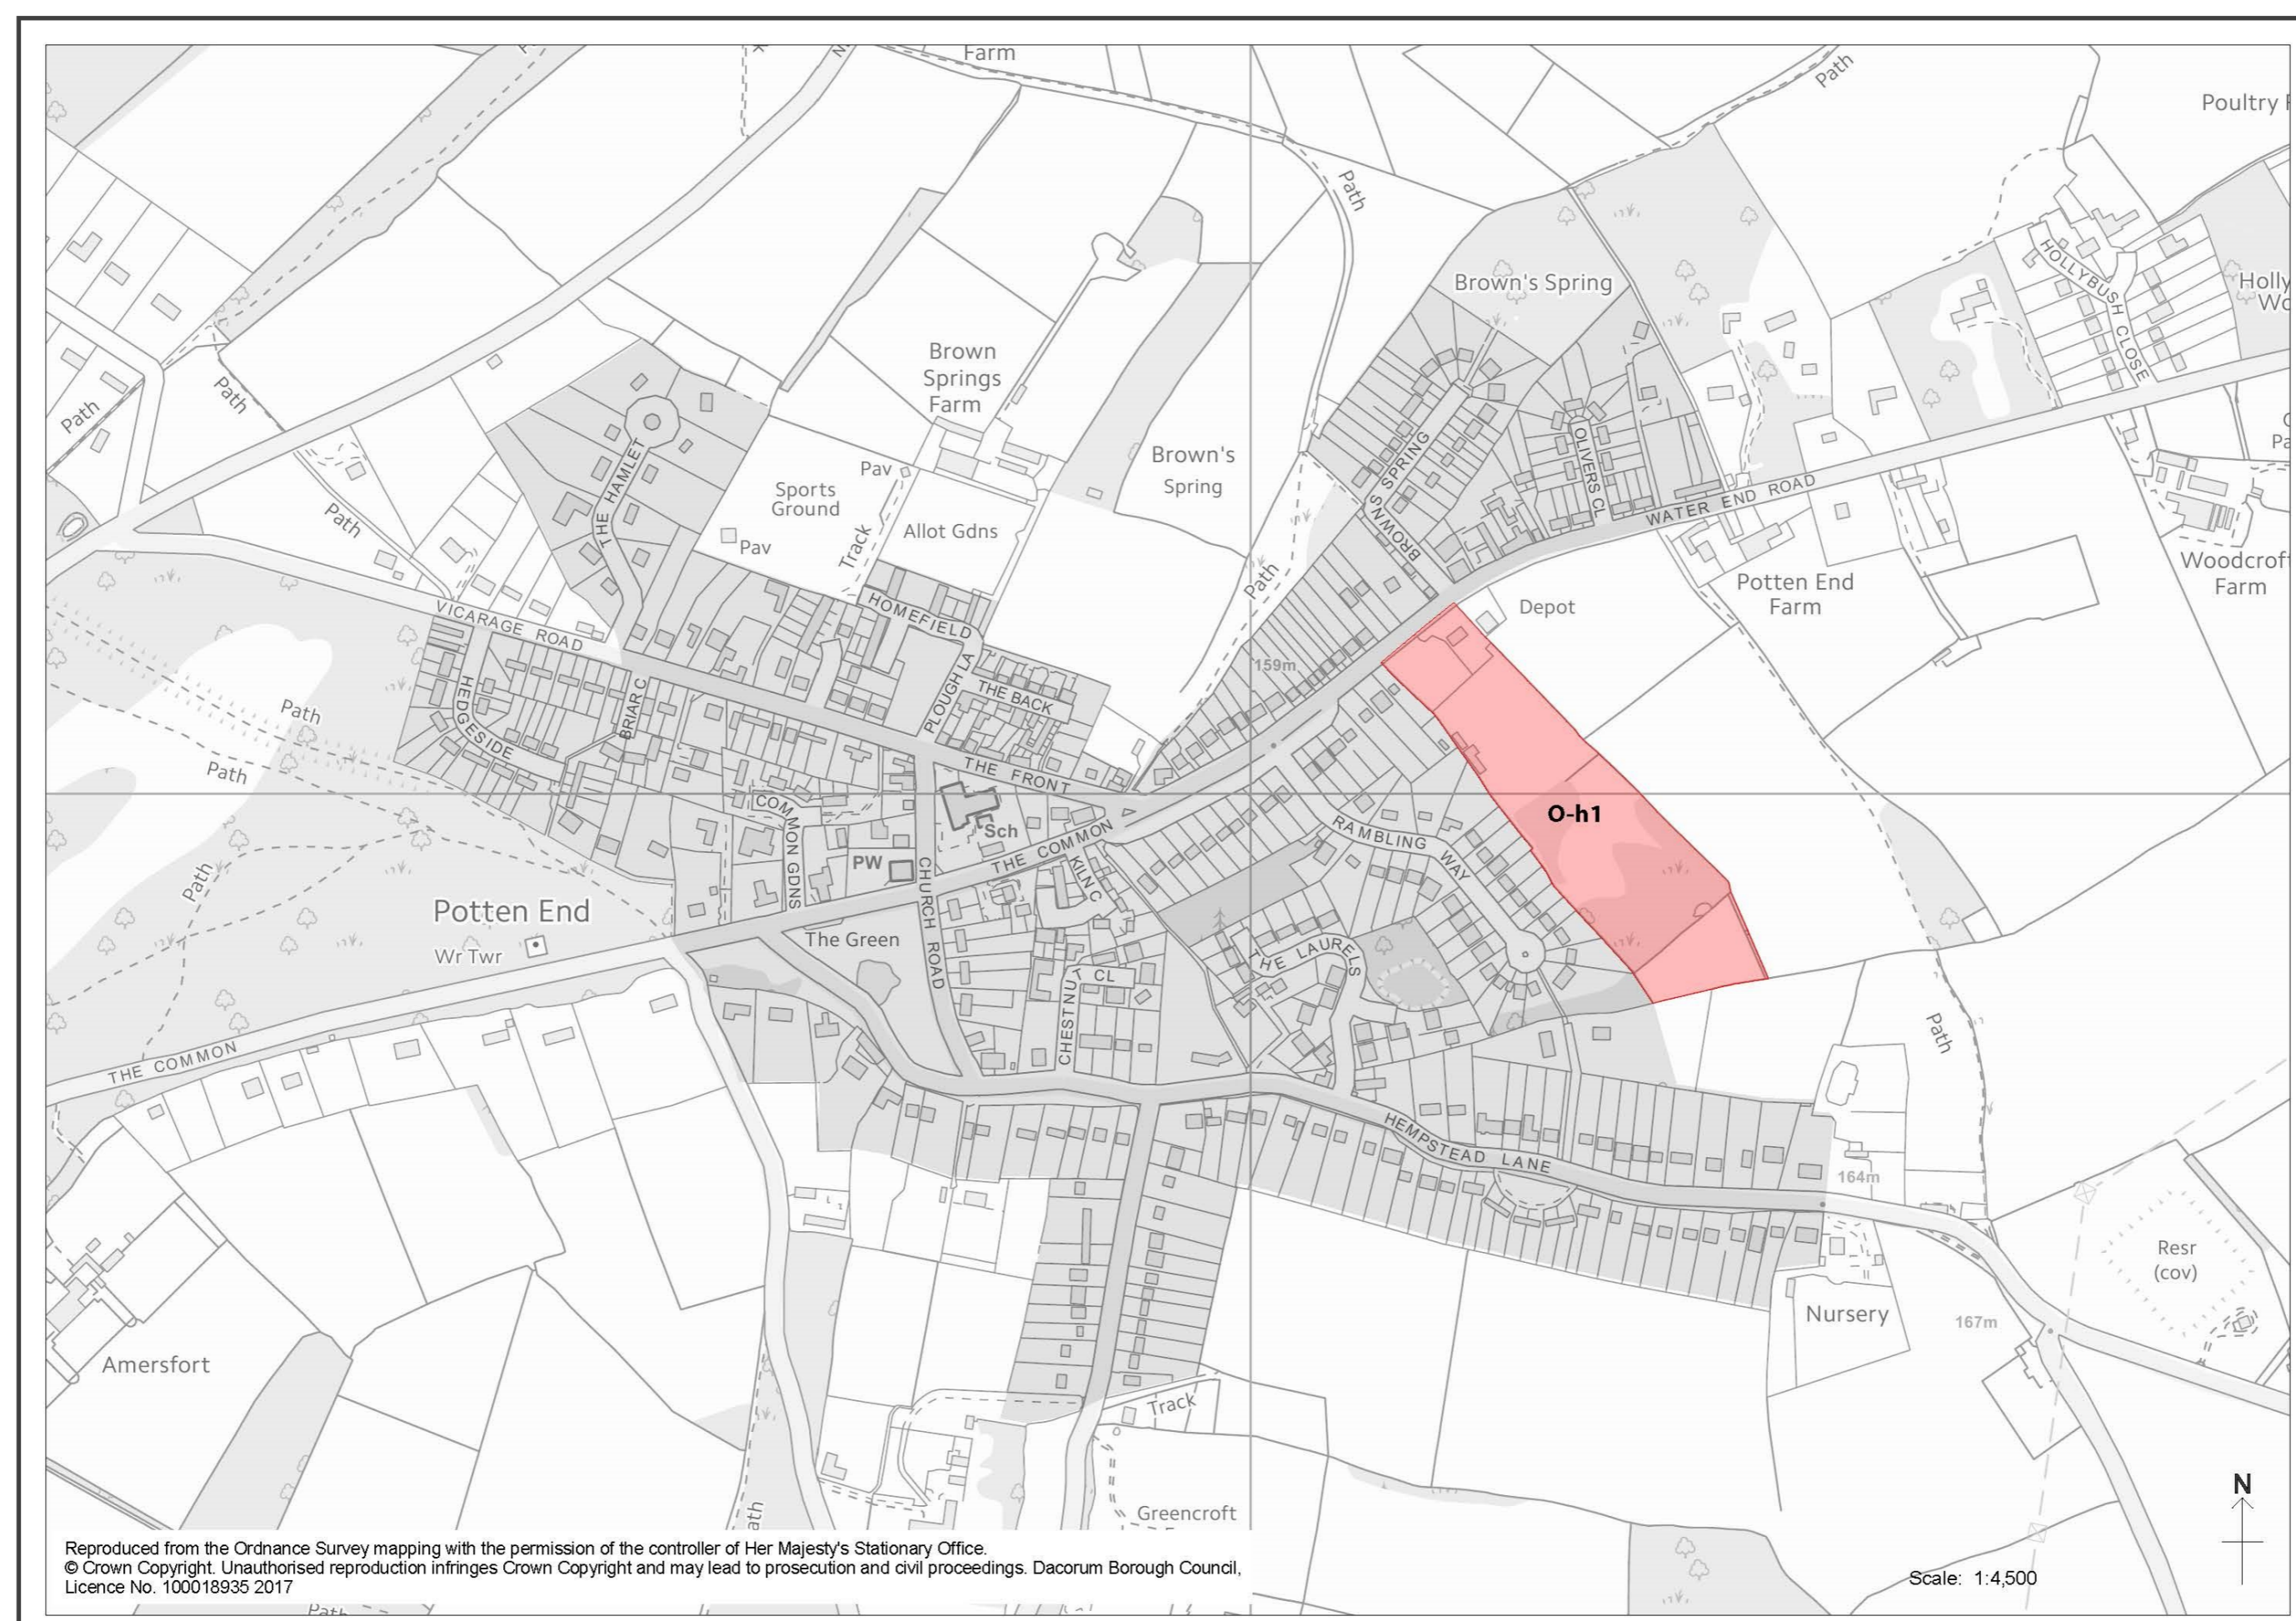 Farm
Path
Poultry
Path
Brown's Spring
HOLLYBUSH CLOSE
Holly
Brown
Springs
Farm
Path
Path
THE HAMLET
Pav
Brown's
Spring
BROWNS SPRING
OLIVERS CL
WATER END ROAD
Sports
Ground
Path
Pav
Track
Allot Gdns
Woodcroft
Farm
Path
Potten End
Farm
Depot
VICARAGE ROAD
HOMEFIELD
159m
PLOUGH LA
THE BACK
HEDGESIDE
BRIAR C
Path
Path
THE FRONT
COMMON GDNS
Sch
THE COMMON
O-h1
RAMBLING WAY
PW
KILN C
CHURCH ROAD
Path
Potten End
Wr Twr
The Green
THE LAURELS
CHESTNUT CL
Path
THE COMMON
HEMPSTEAD LANE
164m
Resr
(cov)
Nursery
167m
Amersfort
Track
Greencroft
N
Reproduced from the Ordnance Survey mapping with the permission of the controller of Her Majesty's Stationary Office.
© Crown Copyright. Unauthorised reproduction infringes Crown Copyright and may lead to prosecution and civil proceedings. Dacorum Borough Council,
Licence No. 100018935 2017
Scale: 1:4,500